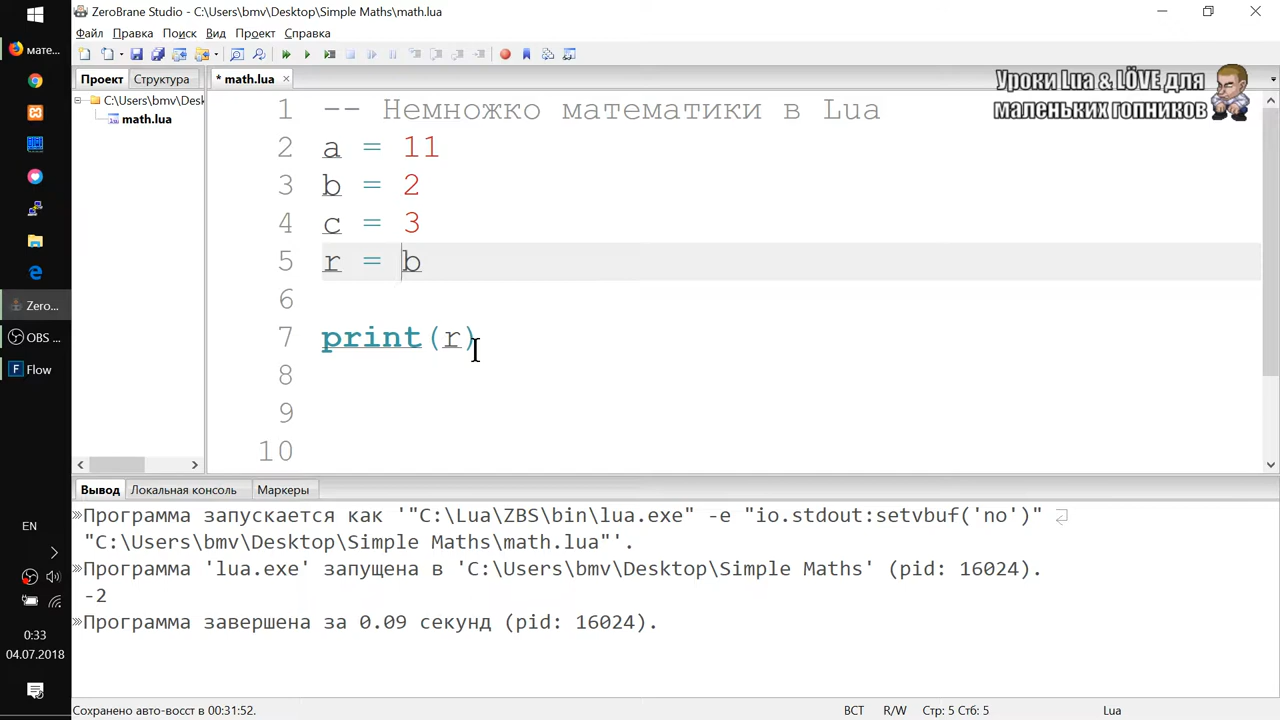 ZeroBrane Studio - C:\Users\bmv\Desktop\Simple Maths\math.lua
Файл Правка Поиск Вид Проект Справка
мате...
Проект Структура * math.lua
Уроки Lua & LÖVE для
маленьких гопников
C:\Users\bmv\Desk
math.lua
1 -- Немножко математики в Lua
2 a = 11
3 b = 2
4 c = 3
5 r = b
6
7 print(r)
8
9
10
Zero...
OBS ...
Flow
Вывод Локальная консоль Маркеры
Программа запускается как '"C:\Lua\ZBS\bin\lua.exe" -e "io.stdout:setvbuf('no')"
"C:\Users\bmv\Desktop\Simple Maths\math.lua"'.
Программа 'lua.exe' запущена в 'C:\Users\bmv\Desktop\Simple Maths' (pid: 16024).
-2
Программа завершена за 0.09 секунд (pid: 16024).
EN
0:33
04.07.2018
Сохранено авто-восст в 00:31:52. ВСТ R/W Стр: 5 Стб: 5 Lua